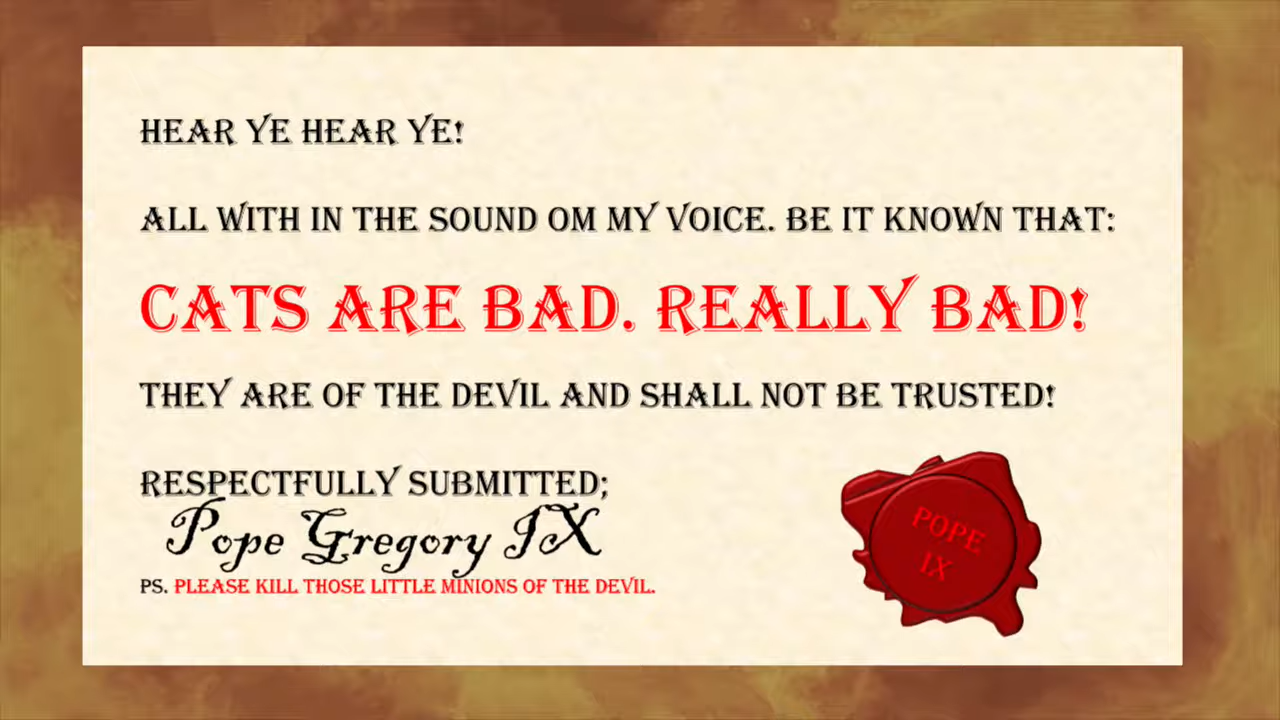 HEAR YE HEAR YE!
ALL WITH IN THE SOUND OM MY VOICE. BE IT KNOWN THAT:
CATS ARE BAD. REALLY BAD!
THEY ARE OF THE DEVIL AND SHALL NOT BE TRUSTED!
RESPECTFULLY SUBMITTED;
Pope Gregory IX
PS. PLEASE KILL THOSE LITTLE MINIONS OF THE DEVIL.
POPE
IX